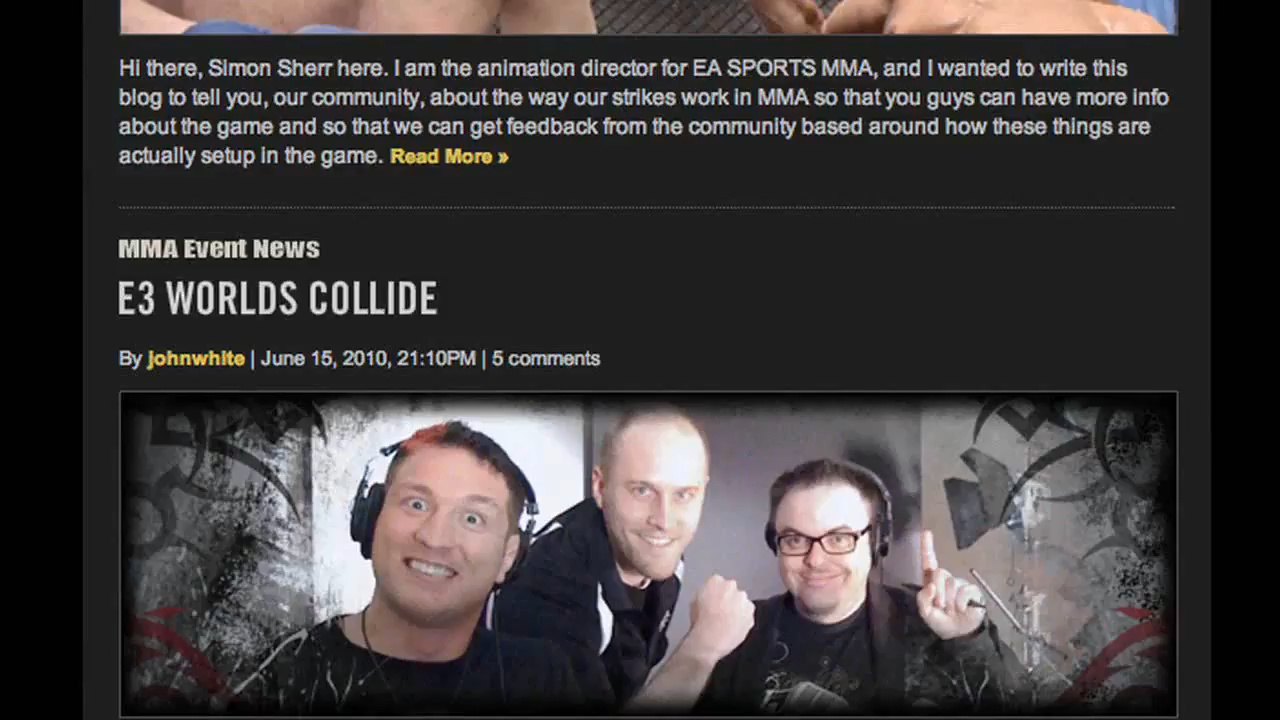 Hi there, Simon Sherr here. I am the animation director for EA SPORTS MMA, and I wanted to write this
blog to tell you, our community, about the way our strikes work in MMA so that you guys can have more info
about the game and so that we can get feedback from the community based around how these things are
actually setup in the game. Read More »
MMA Event News
E3 WORLDS COLLIDE
By johnwhite | June 15, 2010, 21:10PM | 5 comments